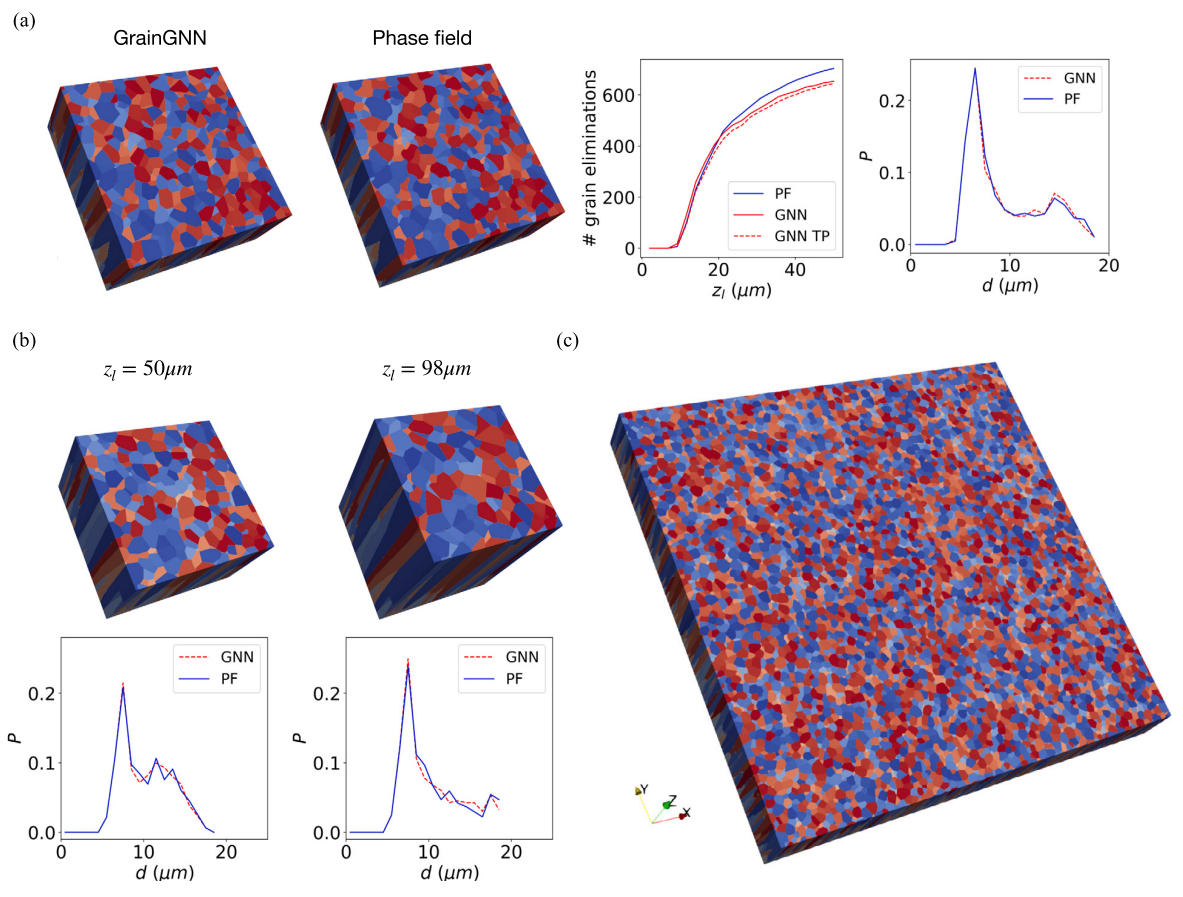 (a)
GrainGNN
Phase field
# grain eliminations
600
400
200
0
PF
GNN
GNN TP
0 20 40
z_l (μm)
P
0.2
0.1
0.0
GNN
PF
0 10 20
d (μm)
(b)
z_l = 50μm
z_l = 98μm
P
0.2
0.1
0.0
GNN
PF
0 10 20
d (μm)
P
0.2
0.1
0.0
GNN
PF
0 10 20
d (μm)
(c)
Y
Z
X